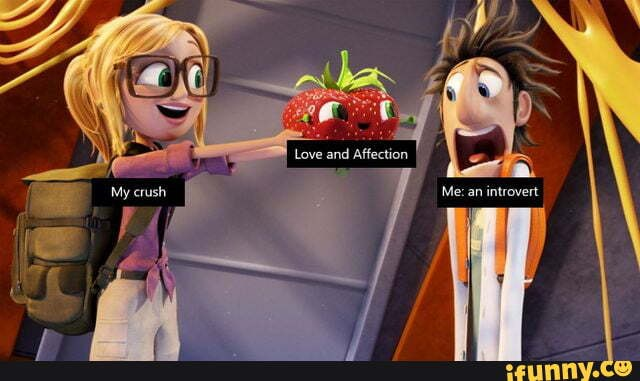 Love and Affection
My crush
Me: an introvert
ifunny.co